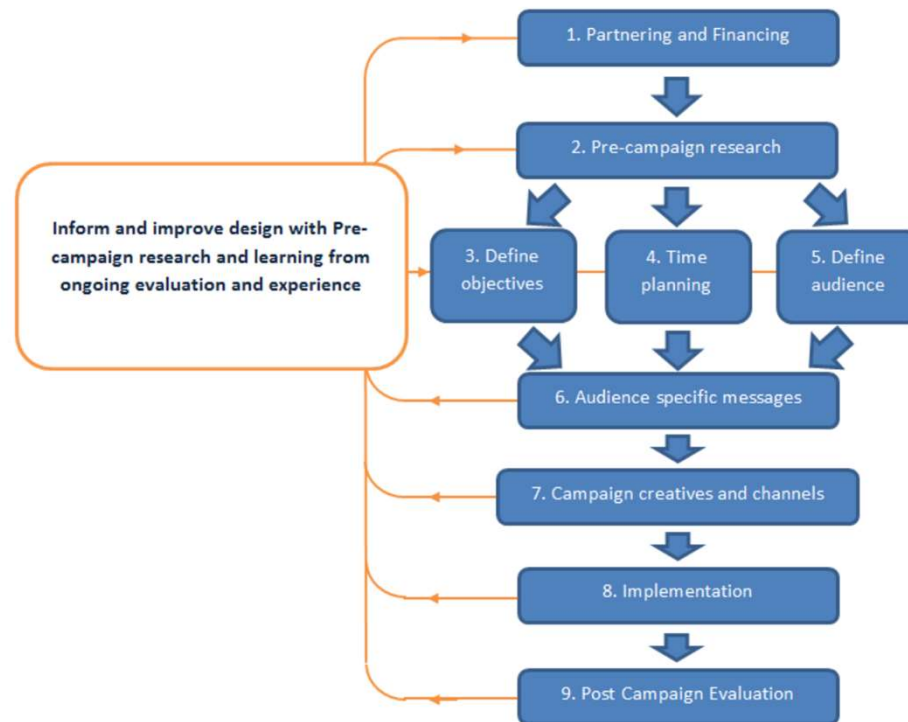 1. Partnering and Financing
2. Pre-campaign research
Inform and improve design with Pre-
campaign research and learning from
ongoing evaluation and experience
3. Define
objectives
4. Time
planning
5. Define
audience
6. Audience specific messages
7. Campaign creatives and channels
8. Implementation
9. Post Campaign Evaluation